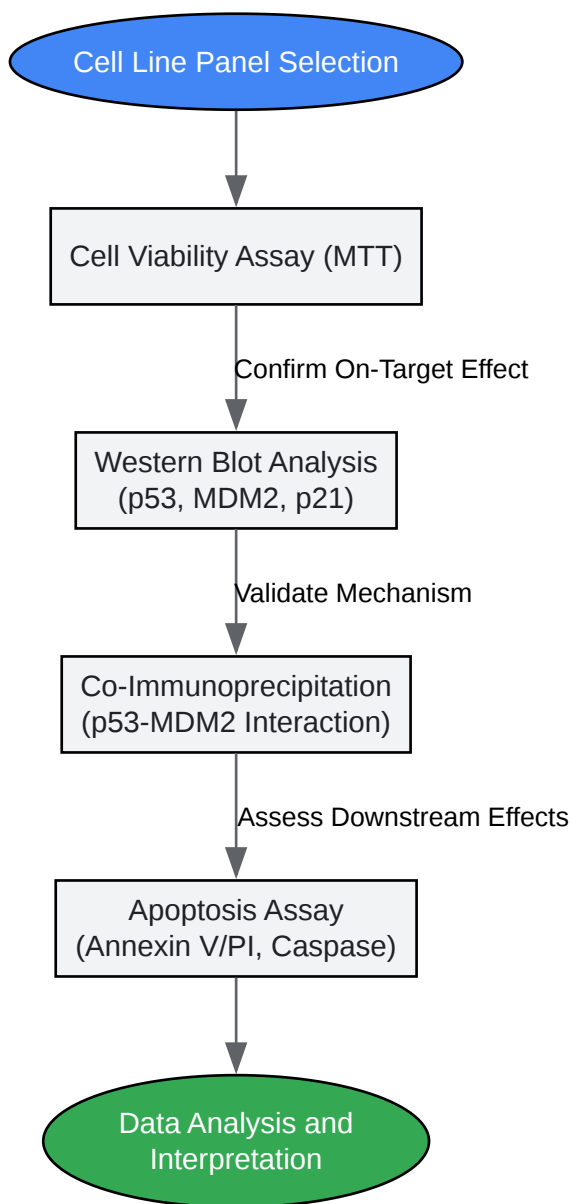 Cell Line Panel Selection
Cell Viability Assay (MTT)
Confirm On-Target Effect
Western Blot Analysis
(p53, MDM2, p21)
Validate Mechanism
Co-Immunoprecipitation
(p53-MDM2 Interaction)
Assess Downstream Effects
Apoptosis Assay
(Annexin V/PI, Caspase)
Data Analysis and
Interpretation